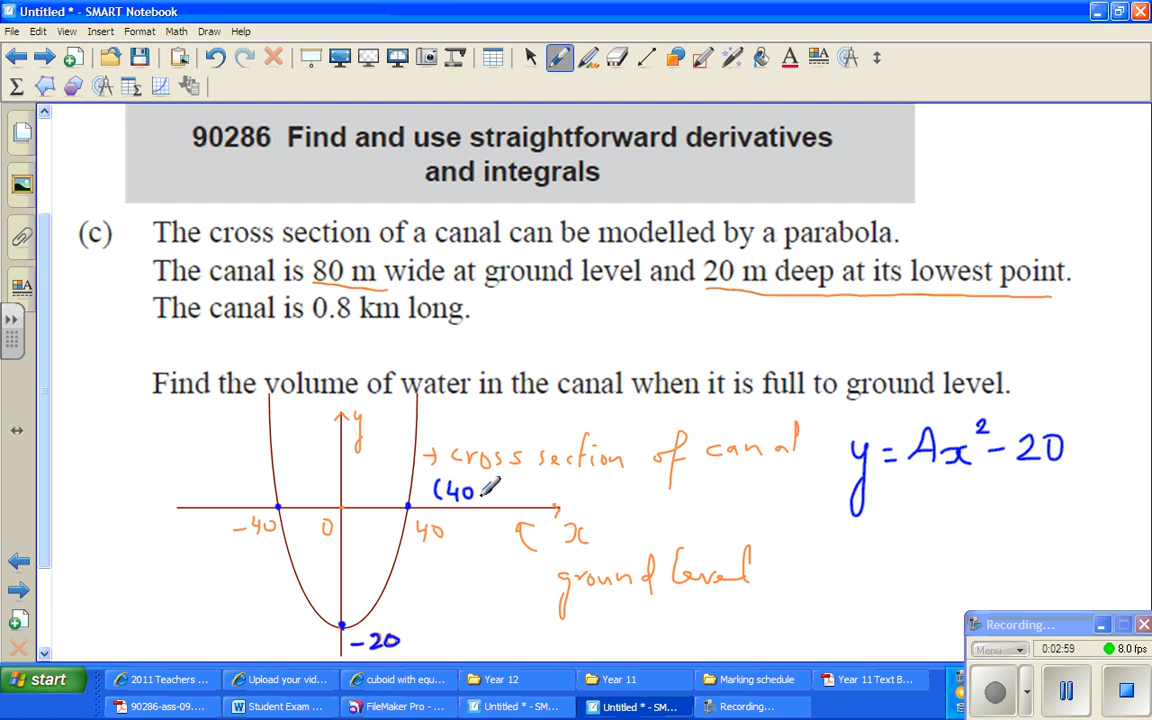 Untitled * - SMART Notebook
File Edit View Insert Format Math Draw Help
90286 Find and use straightforward derivatives
and integrals
(c) The cross section of a canal can be modelled by a parabola.
The canal is 80 m wide at ground level and 20 m deep at its lowest point.
The canal is 0.8 km long.
Find the volume of water in the canal when it is full to ground level.
y
→ cross section of canal
y = Ax² - 20
(40
-40 0 40 x
ground level
-20
Recording...
Menu 0:02:59 8.0 fps
start 2011 Teachers ... Upload your vid... cuboid with equ... Year 12 Year 11 Marking schedule Year 11 Text B...
90286-ass-09.... Student Exam ... FileMaker Pro - ... Untitled * - SM... Untitled * - SM... Recording...